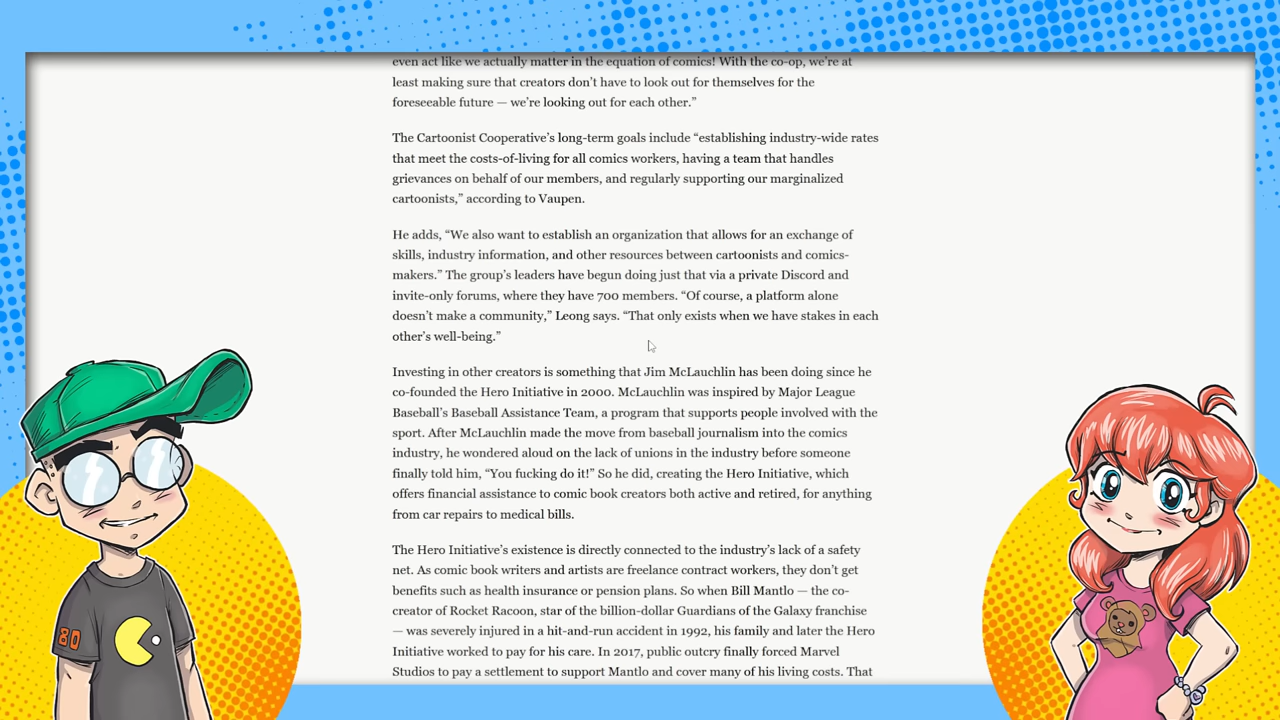 even act like we actually matter in the equation of comics! With the co-op, we’re at
least making sure that creators don’t have to look out for themselves for the
foreseeable future — we’re looking out for each other.”
The Cartoonist Cooperative’s long-term goals include “establishing industry-wide rates
that meet the costs-of-living for all comics workers, having a team that handles
grievances on behalf of our members, and regularly supporting our marginalized
cartoonists,” according to Vaupen.
He adds, “We also want to establish an organization that allows for an exchange of
skills, industry information, and other resources between cartoonists and comics-
makers.” The group’s leaders have begun doing just that via a private Discord and
invite-only forums, where they have 700 members. “Of course, a platform alone
doesn’t make a community,” Leong says. “That only exists when we have stakes in each
other’s well-being.”
Investing in other creators is something that Jim McLauchlin has been doing since he
co-founded the Hero Initiative in 2000. McLauchlin was inspired by Major League
Baseball’s Baseball Assistance Team, a program that supports people involved with the
sport. After McLauchlin made the move from baseball journalism into the comics
industry, he wondered aloud on the lack of unions in the industry before someone
finally told him, “You fucking do it!” So he did, creating the Hero Initiative, which
offers financial assistance to comic book creators both active and retired, for anything
from car repairs to medical bills.
The Hero Initiative’s existence is directly connected to the industry’s lack of a safety
net. As comic book writers and artists are freelance contract workers, they don’t get
benefits such as health insurance or pension plans. So when Bill Mantlo — the co-
creator of Rocket Racoon, star of the billion-dollar Guardians of the Galaxy franchise
— was severely injured in a hit-and-run accident in 1992, his family and later the Hero
Initiative worked to pay for his care. In 2017, public outcry finally forced Marvel
Studios to pay a settlement to support Mantlo and cover many of his living costs. That
80